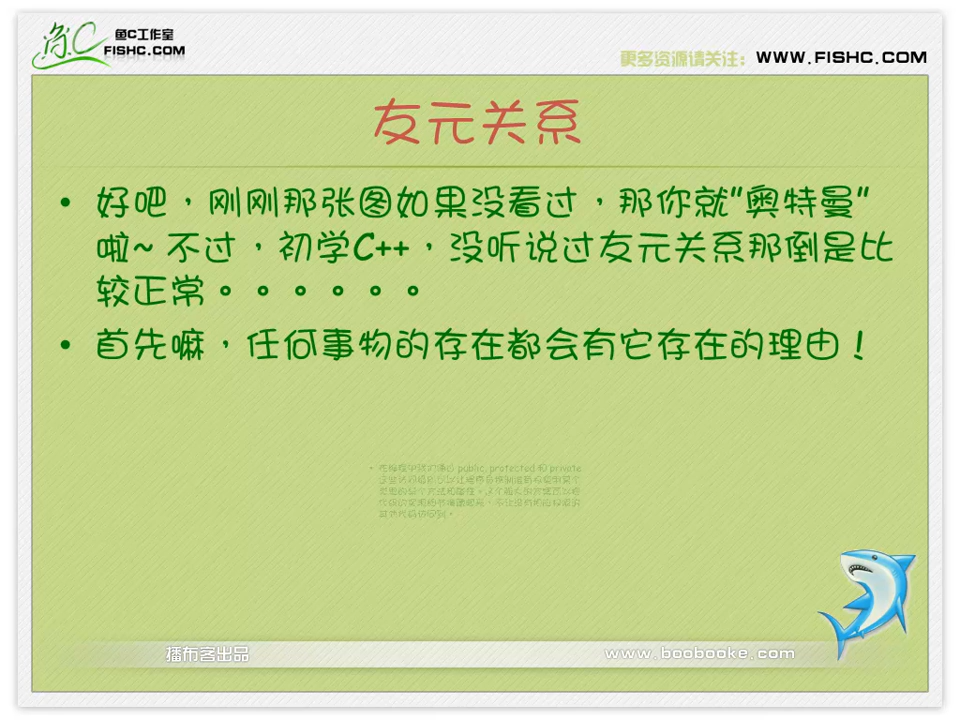 鱼C工作室
FISHC.COM
更多资源请关注：WWW.FISHC.COM
友元关系
• 好吧，刚刚那张图如果没看过，那你就"奥特曼"
啦~ 不过，初学C++，没听说过友元关系那倒是比
较正常。。。。。。
• 首先嘛，任何事物的存在都会有它存在的理由！
public, protected 和 private
播布客出品
www.boobooke.com